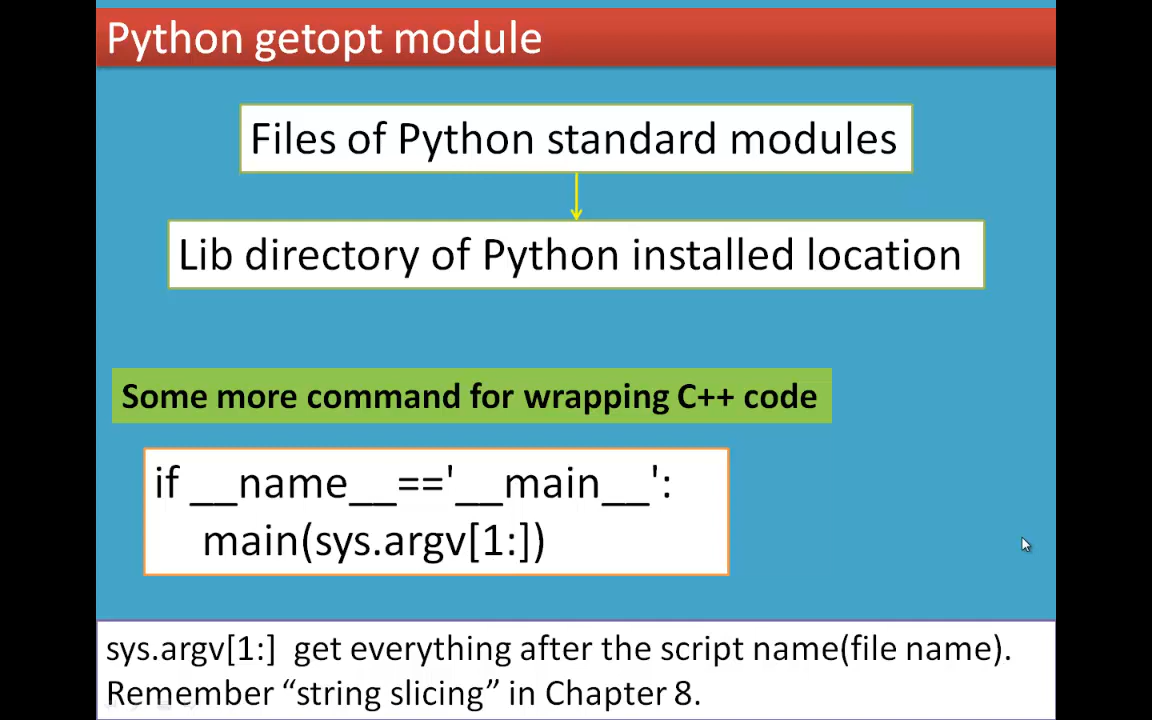 Python getopt module
Files of Python standard modules
Lib directory of Python installed location
Some more command for wrapping C++ code
if __name__=='__main__':
main(sys.argv[1:])
sys.argv[1:]  get everything after the script name(file name).
Remember “string slicing” in Chapter 8.